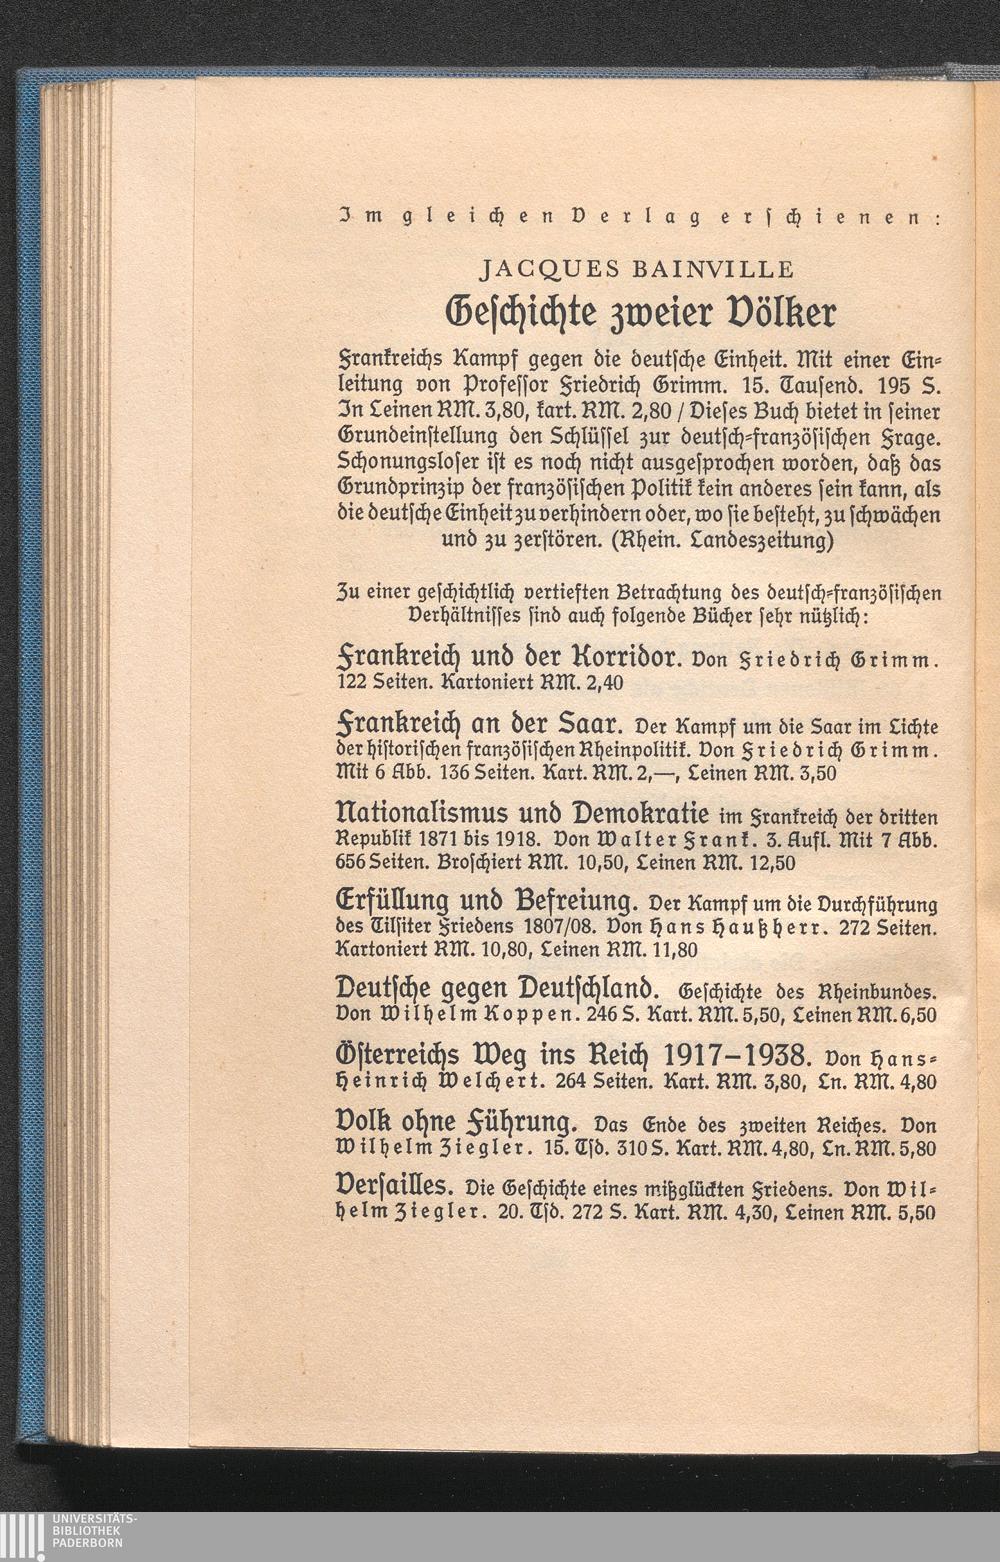 Im gleichen Verlag erschienen:
JACQUES BAINVILLE
Geschichte zweier Völker
Frankreichs Kampf gegen die deutsche Einheit. Mit einer Ein-
leitung von Professor Friedrich Grimm. 15. Tausend. 195 S.
In Leinen RM. 3,80, kart. RM. 2,80 / Dieses Buch bietet in seiner
Grundeinstellung den Schlüssel zur deutsch-französischen Frage.
Schonungsloser ist es noch nicht ausgesprochen worden, daß das
Grundprinzip der französischen Politik kein anderes sein kann, als
die deutsche Einheit zu verhindern oder, wo sie besteht, zu schwächen
und zu zerstören. (Rhein. Landeszeitung)
Zu einer geschichtlich vertieften Betrachtung des deutsch-französischen
Verhältnisses sind auch folgende Bücher sehr nützlich:
Frankreich und der Korridor. Von Friedrich Grimm.
122 Seiten. Kartoniert RM. 2,40
Frankreich an der Saar. Der Kampf um die Saar im Lichte
der historischen französischen Rheinpolitik. Von Friedrich Grimm.
Mit 6 Abb. 136 Seiten. Kart. RM. 2,—, Leinen RM. 3,50
Nationalismus und Demokratie im Frankreich der dritten
Republik 1871 bis 1918. Von Walter Frank. 3. Aufl. Mit 7 Abb.
656 Seiten. Broschiert RM. 10,50, Leinen RM. 12,50
Erfüllung und Befreiung. Der Kampf um die Durchführung
des Tilsiter Friedens 1807/08. Von Hans Haußherr. 272 Seiten.
Kartoniert RM. 10,80, Leinen RM. 11,80
Deutsche gegen Deutschland. Geschichte des Rheinbundes.
Von Wilhelm Koppen. 246 S. Kart. RM. 5,50, Leinen RM. 6,50
Österreichs Weg ins Reich 1917–1938. Von Hans-
Heinrich Welchert. 264 Seiten. Kart. RM. 3,80, Ln. RM. 4,80
Volk ohne Führung. Das Ende des zweiten Reiches. Von
Wilhelm Ziegler. 15. Tsd. 310 S. Kart. RM. 4,80, Ln. RM. 5,80
Versailles. Die Geschichte eines mißglückten Friedens. Von Wil-
helm Ziegler. 20. Tsd. 272 S. Kart. RM. 4,30, Leinen RM. 5,50
UNIVERSITÄTS-
BIBLIOTHEK
PADERBORN